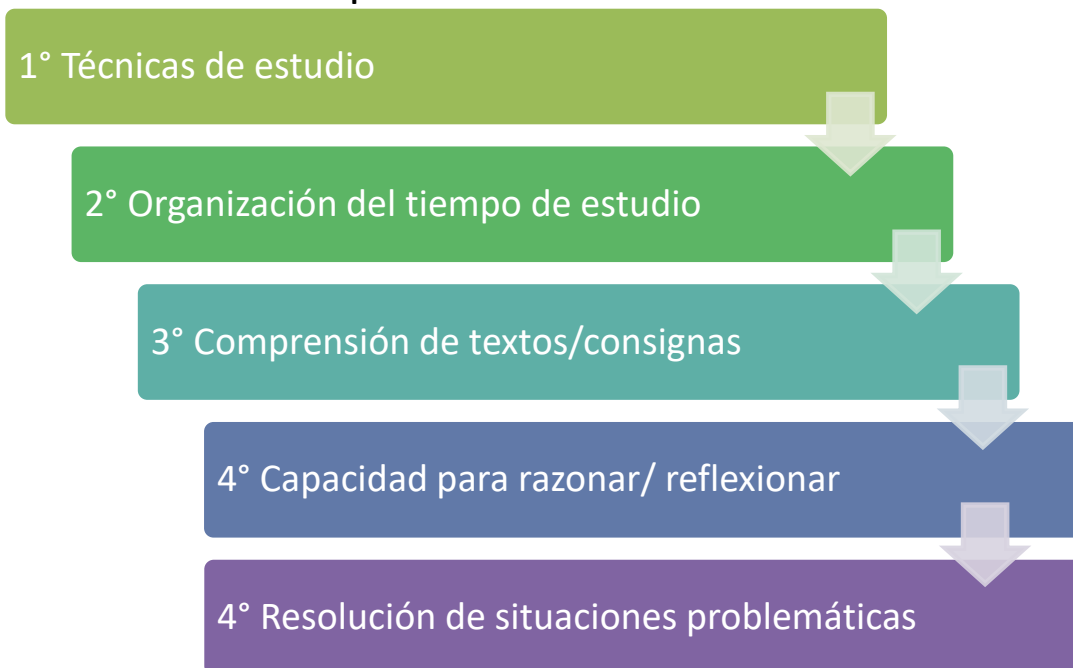 1° Técnicas de estudio
2° Organización del tiempo de estudio
3° Comprensión de textos/consignas
4° Capacidad para razonar/ reflexionar
4° Resolución de situaciones problemáticas